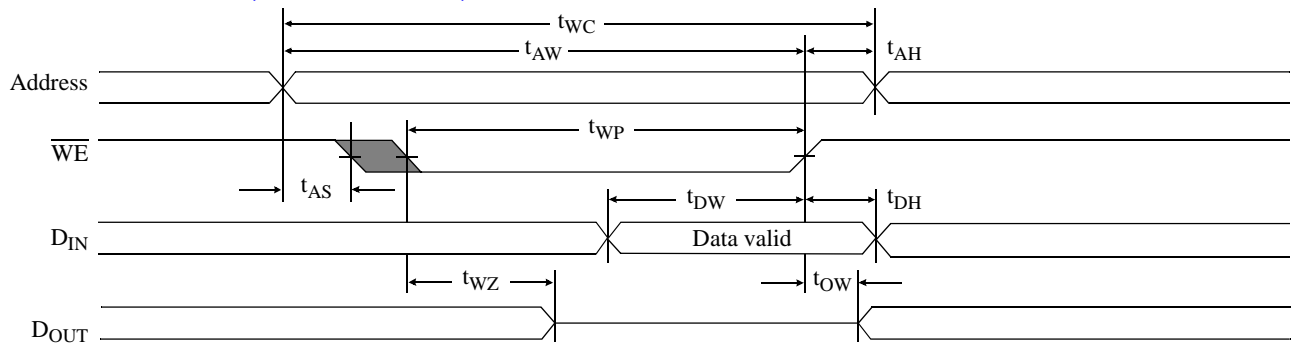 tWC
tAW
tAH
Address
tWP
WE
tAS
tDW
tDH
DIN
Data valid
tWZ
tOW
DOUT